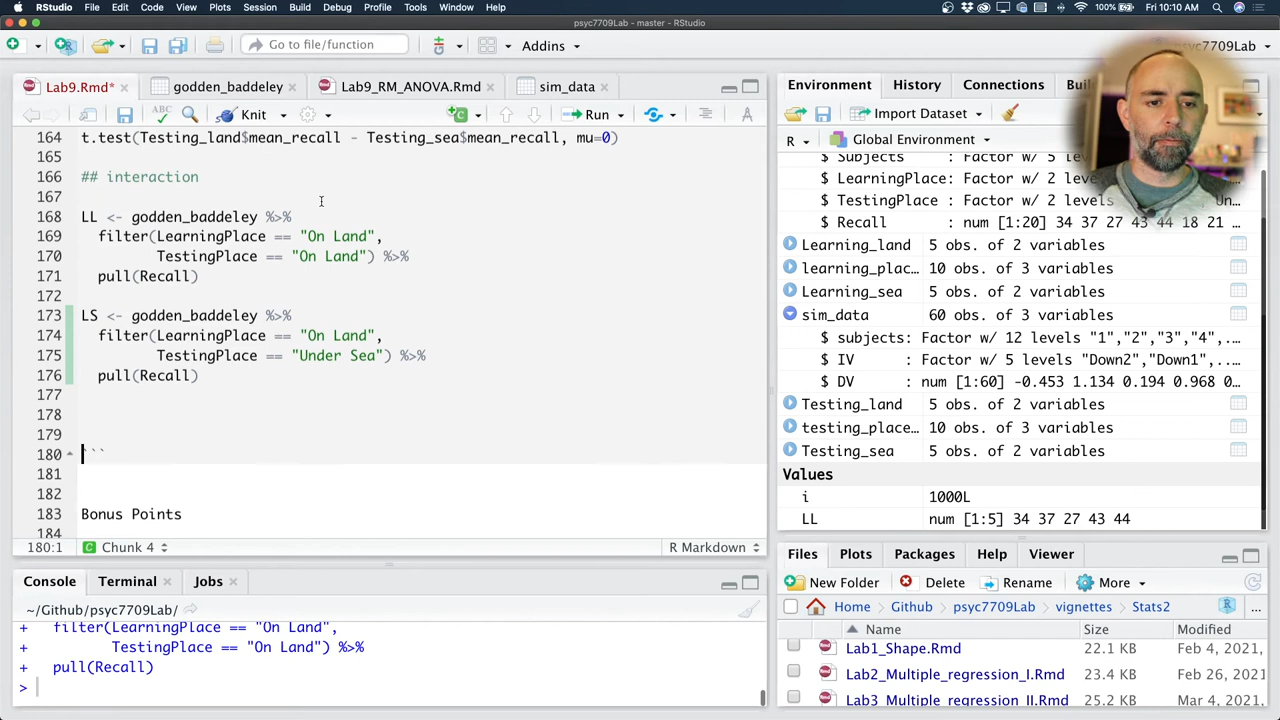 RStudio File Edit Code View Plots Session Build Debug Profile Tools Window Help 100% Fri 10:10 AM
psyc7709Lab - master - RStudio
Go to file/function Addins psyc7709Lab
Lab9.Rmd* godden_baddeley Lab9_RM_ANOVA.Rmd sim_data
Knit Run
164 t.test(Testing_land$mean_recall - Testing_sea$mean_recall, mu=0)
165
166 ## interaction
167
168 LL <- godden_baddeley %>%
169 filter(LearningPlace == "On Land",
170 TestingPlace == "On Land") %>%
171 pull(Recall)
172
173 LS <- godden_baddeley %>%
174 filter(LearningPlace == "On Land",
175 TestingPlace == "Under Sea") %>%
176 pull(Recall)
177
178
179
180 ```
181
182
183 Bonus Points
184
180:1 Chunk 4 R Markdown
Console Terminal Jobs
~/Github/psyc7709Lab/
+ filter(LearningPlace == "On Land",
+ TestingPlace == "On Land") %>%
+ pull(Recall)
>
Environment History Connections
Import Dataset
R Global Environment
$ Subjects : Factor w/ 5 
$ LearningPlace: Factor w/ 2 
$ TestingPlace : Factor w/ 2 levels
$ Recall : num [1:20] 34 37 27 43 44 18 21
Learning_land 5 obs. of 2 variables
learning_plac… 10 obs. of 3 variables
Learning_sea 5 obs. of 2 variables
sim_data 60 obs. of 3 variables
$ subjects: Factor w/ 12 levels "1","2","3","4",…
$ IV : Factor w/ 5 levels "Down2","Down1",…
$ DV : num [1:60] -0.453 1.134 0.194 0.968 0…
Testing_land 5 obs. of 2 variables
testing_place… 10 obs. of 3 variables
Testing_sea 5 obs. of 2 variables
Values
i 1000L
LL num [1:5] 34 37 27 43 44
Files Plots Packages Help Viewer
New Folder Delete Rename More
Home Github psyc7709Lab vignettes Stats2 …
Name Size Modified
Lab1_Shape.Rmd 22.1 KB Feb 4, 2021,
Lab2_Multiple_regression_I.Rmd 23.4 KB Feb 26, 2021,
Lab3_Multiple_regression_II.Rmd 25.2 KB Mar 4, 2021,